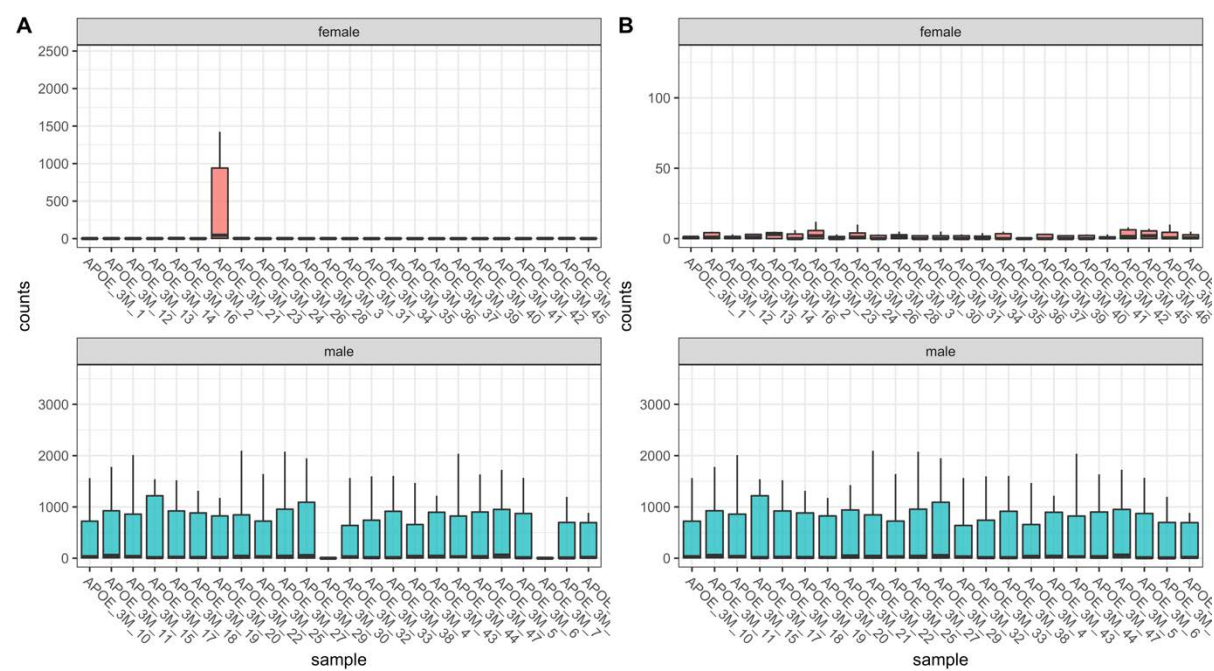 A
female
2500
2000
1500
1000
500
0
APOE_3M_1
APOE_3M_12
APOE_3M_13
APOE_3M_14
APOE_3M_16
APOE_3M_2
APOE_3M_21
APOE_3M_23
APOE_3M_24
APOE_3M_26
APOE_3M_28
APOE_3M_3
APOE_3M_31
APOE_3M_34
APOE_3M_35
APOE_3M_36
APOE_3M_37
APOE_3M_39
APOE_3M_40
APOE_3M_41
APOE_3M_42
APOE_3M_45
counts
male
3000
2000
1000
0
APOE_3M_10
APOE_3M_11
APOE_3M_15
APOE_3M_17
APOE_3M_18
APOE_3M_19
APOE_3M_20
APOE_3M_22
APOE_3M_25
APOE_3M_27
APOE_3M_29
APOE_3M_30
APOE_3M_32
APOE_3M_33
APOE_3M_38
APOE_3M_4
APOE_3M_43
APOE_3M_44
APOE_3M_47
APOE_3M_5
APOE_3M_6
APOE_3M_7
sample
B
female
100
50
0
APOE_3M_1
APOE_3M_12
APOE_3M_13
APOE_3M_14
APOE_3M_16
APOE_3M_2
APOE_3M_23
APOE_3M_24
APOE_3M_26
APOE_3M_28
APOE_3M_3
APOE_3M_30
APOE_3M_31
APOE_3M_34
APOE_3M_35
APOE_3M_36
APOE_3M_37
APOE_3M_39
APOE_3M_40
APOE_3M_41
APOE_3M_42
APOE_3M_45
APOE_3M_46
counts
male
3000
2000
1000
0
APOE_3M_10
APOE_3M_11
APOE_3M_15
APOE_3M_17
APOE_3M_18
APOE_3M_19
APOE_3M_20
APOE_3M_21
APOE_3M_22
APOE_3M_25
APOE_3M_27
APOE_3M_29
APOE_3M_32
APOE_3M_33
APOE_3M_38
APOE_3M_4
APOE_3M_43
APOE_3M_44
APOE_3M_47
APOE_3M_5
APOE_3M_6
sample